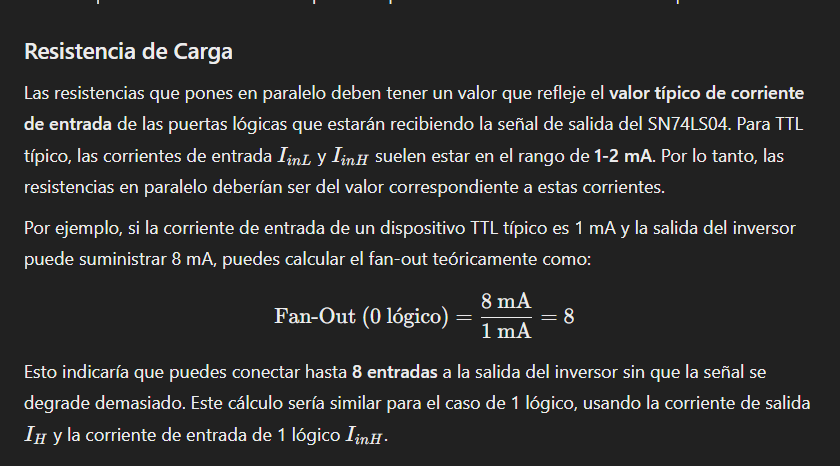 Resistencia de Carga
Las resistencias que pones en paralelo deben tener un valor que refleje el valor típico de corriente
de entrada de las puertas lógicas que estarán recibiendo la señal de salida del SN74LS04. Para TTL
típico, las corrientes de entrada I_{inL} y I_{inH} suelen estar en el rango de 1-2 mA. Por lo tanto, las
resistencias en paralelo deberían ser del valor correspondiente a estas corrientes.
Por ejemplo, si la corriente de entrada de un dispositivo TTL típico es 1 mA y la salida del inversor
puede suministrar 8 mA, puedes calcular el fan-out teóricamente como:
Fan-Out (0 lógico) = 8 mA / 1 mA = 8
Esto indicaría que puedes conectar hasta 8 entradas a la salida del inversor sin que la señal se
degrade demasiado. Este cálculo sería similar para el caso de 1 lógico, usando la corriente de salida
I_H y la corriente de entrada de 1 lógico I_{inH}.